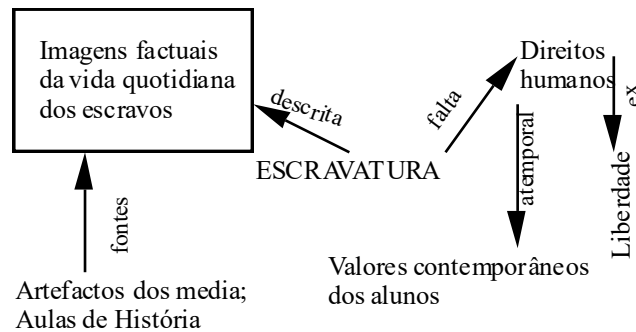 Imagens factuais
da vida quotidiana
dos escravos
Direitos
humanos
descrita
falta
ex
ESCRAVATURA
atemporal
fontes
Liberdade
Valores contemporâneos
dos alunos
Artefactos dos media;
Aulas de História